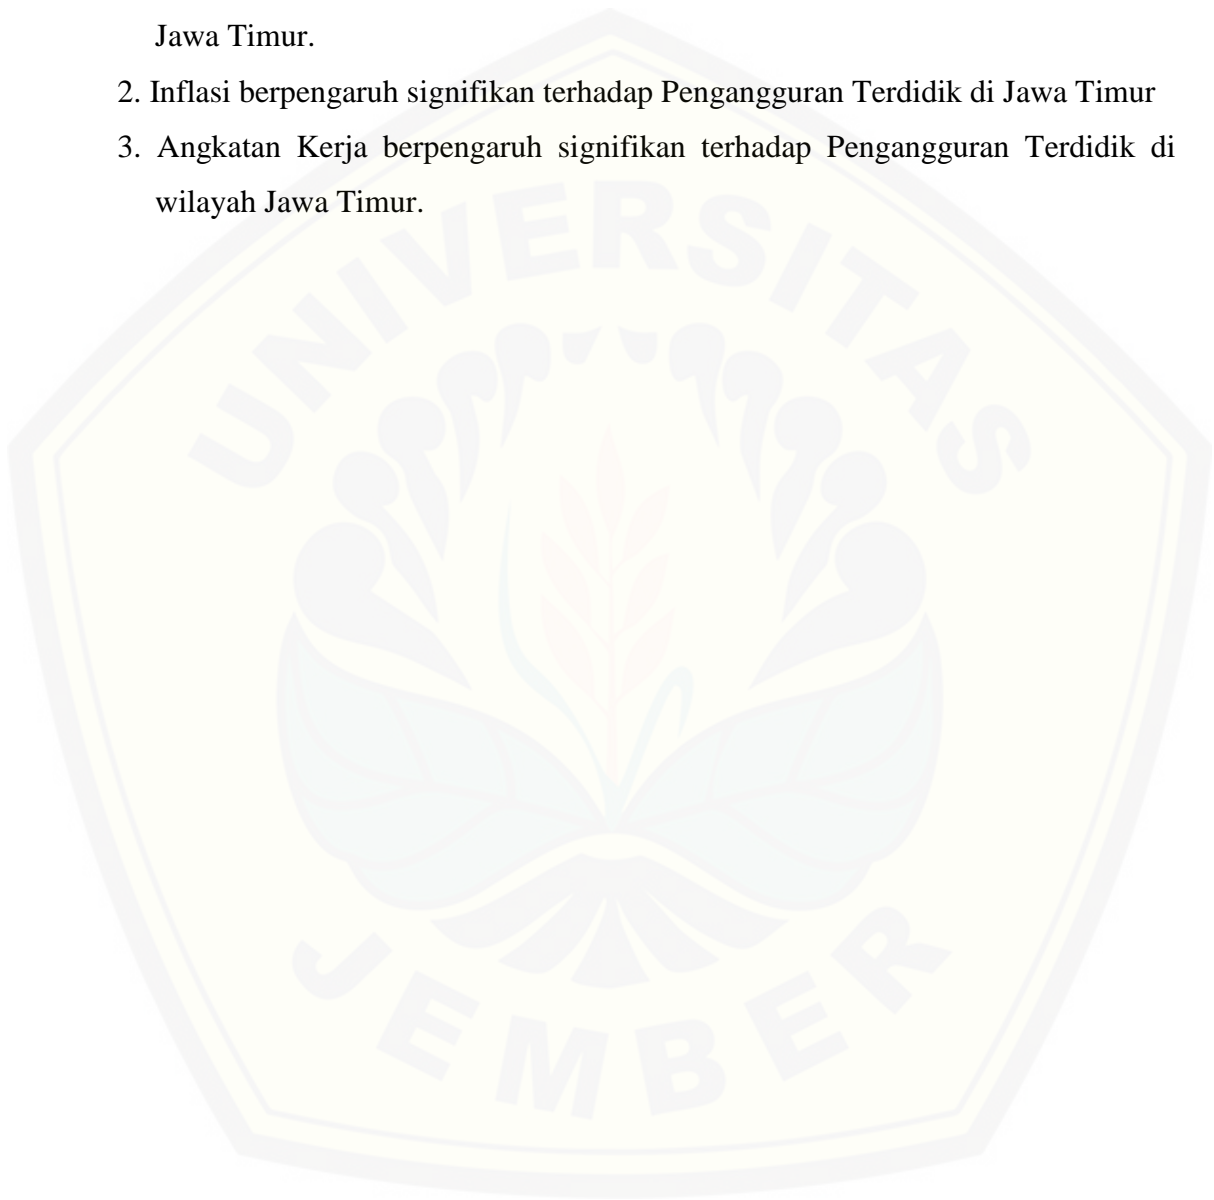 Jawa Timur.
2. Inflasi berpengaruh signifikan terhadap Pengangguran Terdidik di Jawa Timur
3. Angkatan Kerja berpengaruh signifikan terhadap Pengangguran Terdidik di
wilayah Jawa Timur.
UNIVERSITAS
JEMBER